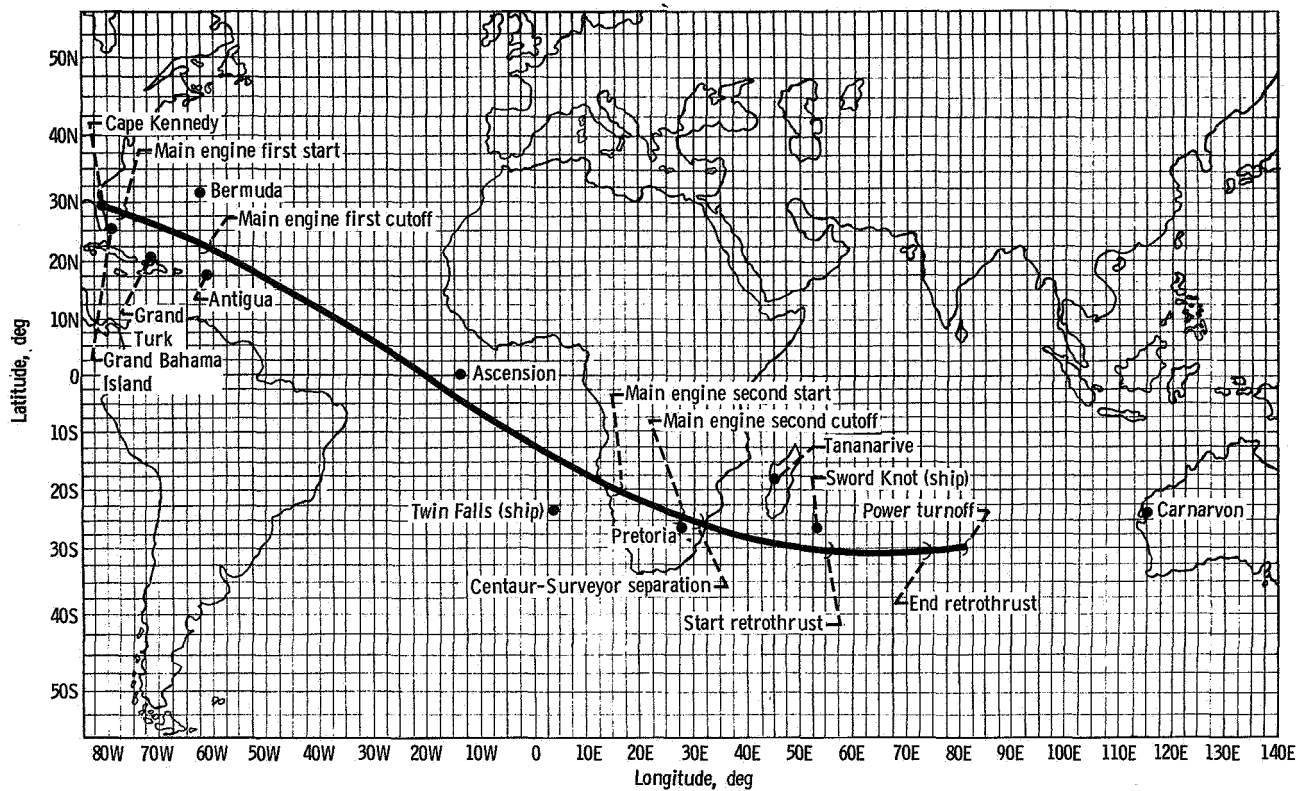 50N
40N
30N
20N
10N
0
10S
20S
30S
40S
50S
Latitude, deg
Cape Kennedy
Main engine first start
Bermuda
Main engine first cutoff
Antigua
Grand
Turk
Grand Bahama
Island
Ascension
Main engine second start
Main engine second cutoff
Tananarive
Sword Knot (ship)
Twin Falls (ship)
Power turnoff
Carnarvon
Pretoria
Centaur-Surveyor separation
End retrothrust
Start retrothrust
80W 70W 60W 50W 40W 30W 20W 10W 0 10E 20E 30E 40E 50E 60E 70E 80E 90E 100E 110E 120E 130E 140E
Longitude, deg